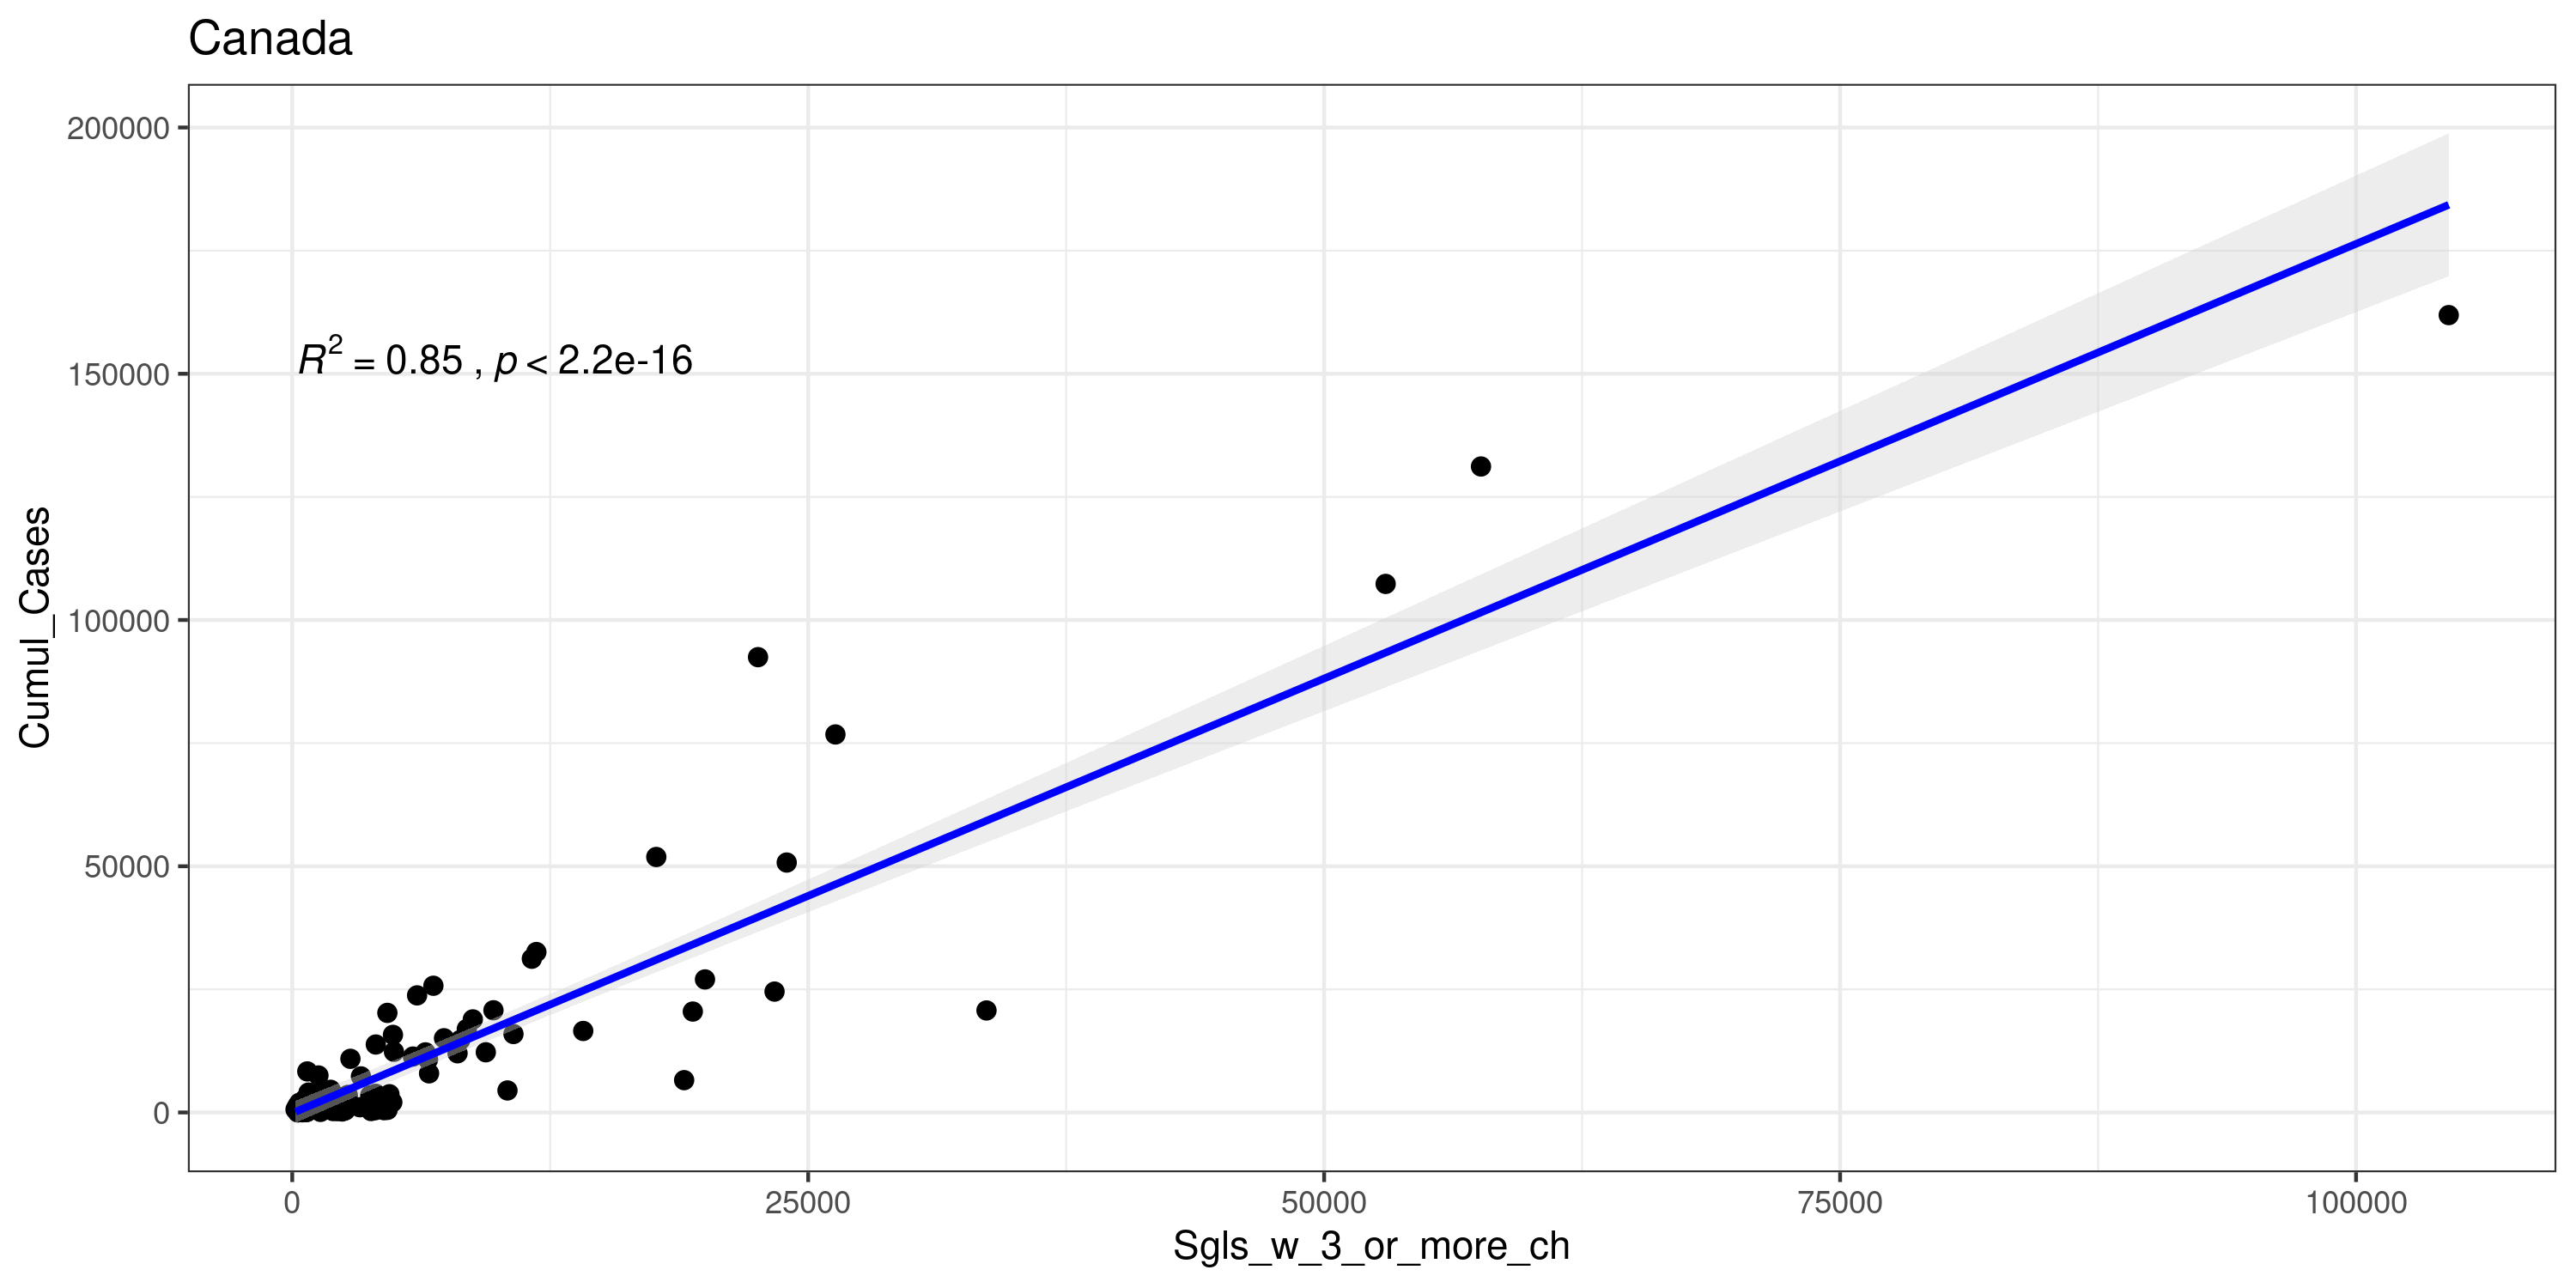 Canada
200000
150000
100000
50000
0
R² = 0.85 , p < 2.2e-16
Cumul_Cases
0 25000 50000 75000 100000
Sgls_w_3_or_more_ch